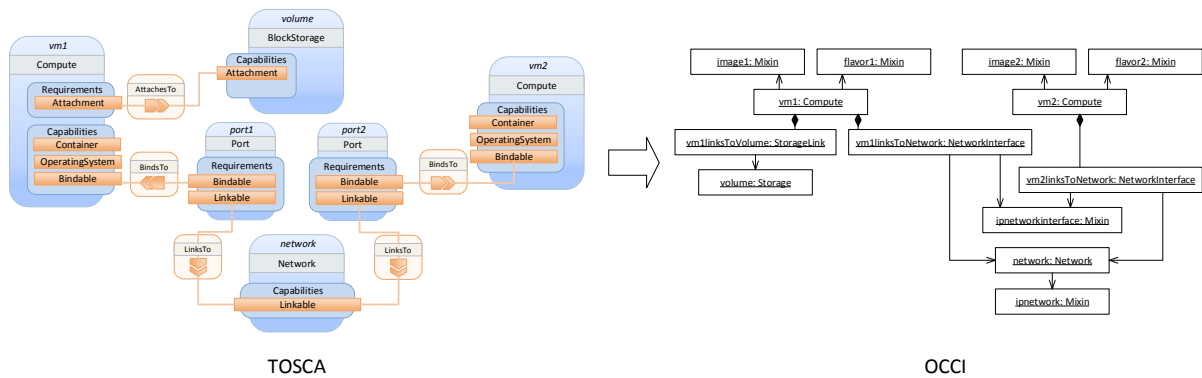 vm1
Compute
Requirements
Attachment
Capabilities
Container
OperatingSystem
Bindable
AttachesTo
volume
BlockStorage
Capabilities
Attachment
BindsTo
port1
Port
Requirements
Bindable
Linkable
port2
Port
Requirements
Bindable
Linkable
BindsTo
vm2
Compute
Capabilities
Container
OperatingSystem
Bindable
LinksTo
LinksTo
network
Network
Capabilities
Linkable
TOSCA
image1: Mixin
flavor1: Mixin
image2: Mixin
flavor2: Mixin
vm1: Compute
vm2: Compute
vm1linksToVolume: StorageLink
vm1linksToNetwork: NetworkInterface
volume: Storage
vm2linksToNetwork: NetworkInterface
ipnetworkinterface: Mixin
network: Network
ipnetwork: Mixin
OCCI